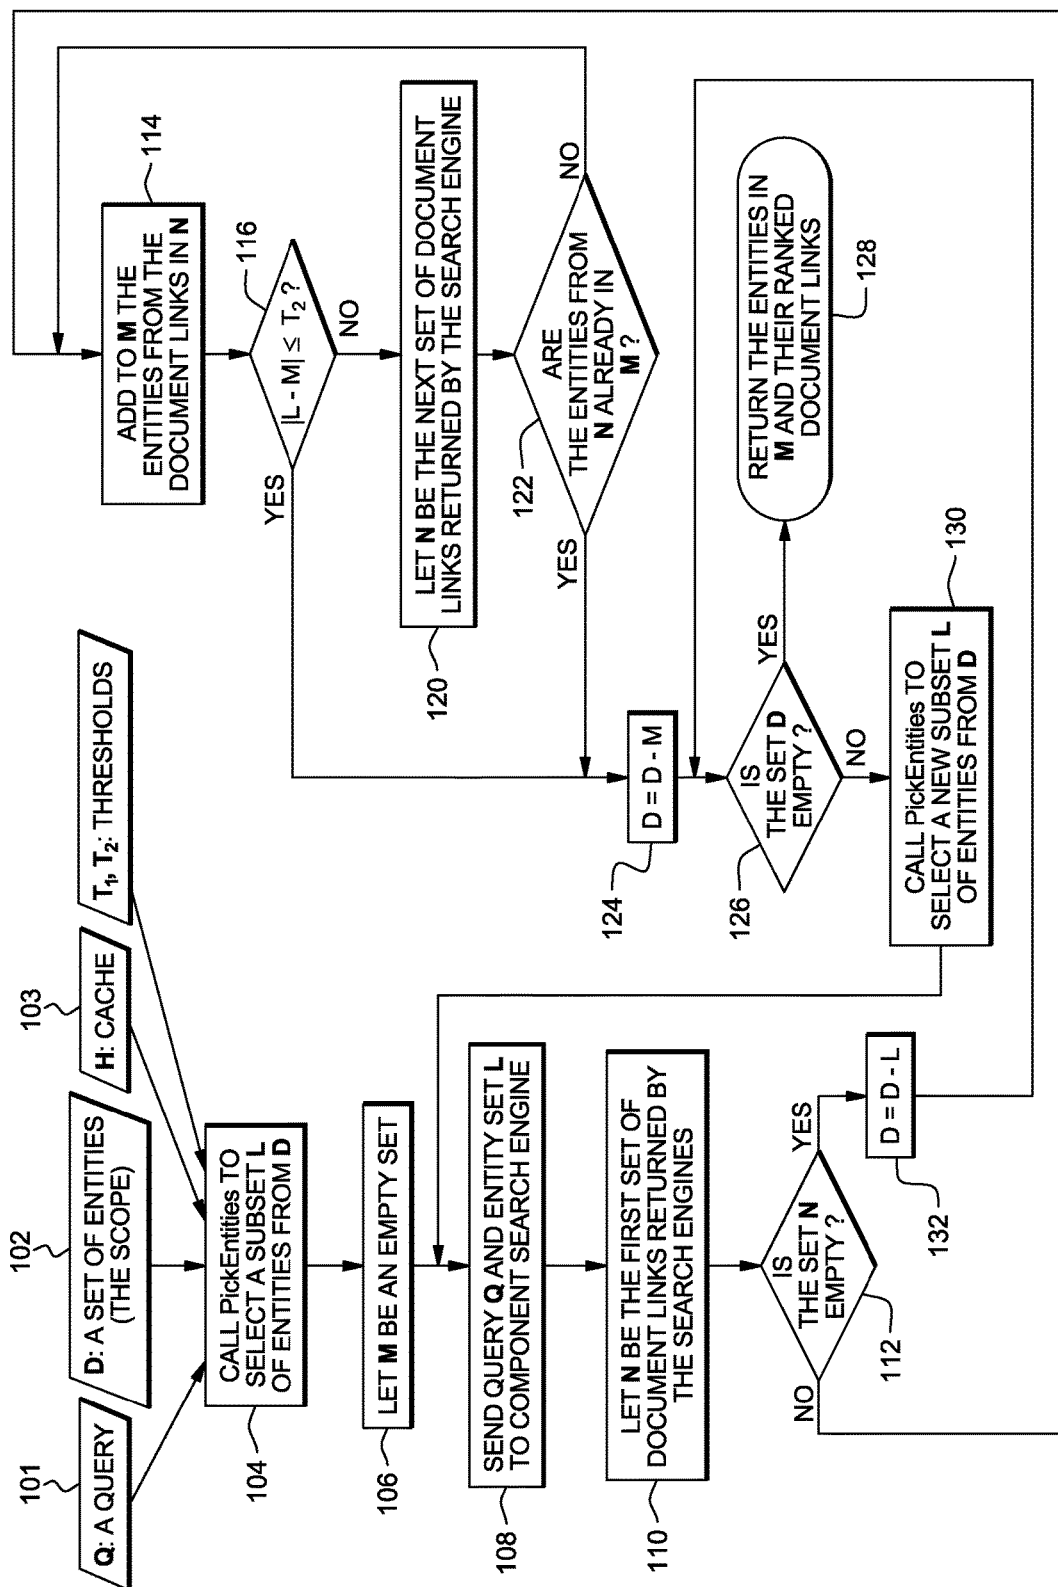 101
Q: A QUERY
102
D: A SET OF ENTITIES
(THE SCOPE)
103
H: CACHE
T1, T2: THRESHOLDS
CALL PickEntities TO
SELECT A SUBSET L
OF ENTITIES FROM D
104
LET M BE AN EMPTY SET
106
SEND QUERY Q AND ENTITY SET L
TO COMPONENT SEARCH ENGINE
108
LET N BE THE FIRST SET OF
DOCUMENT LINKS RETURNED BY
THE SEARCH ENGINES
110
IS
THE SET N
EMPTY ?
112
NO
YES
D = D - L
132
ADD TO M THE
ENTITIES FROM THE
DOCUMENT LINKS IN N
114
|L - M| ≤ T2 ?
116
YES
NO
LET N BE THE NEXT SET OF DOCUMENT
LINKS RETURNED BY THE SEARCH ENGINE
120
ARE
THE ENTITIES FROM
N ALREADY IN
M ?
122
YES
NO
D = D - M
124
IS
THE SET D
EMPTY ?
126
YES
NO
RETURN THE ENTITIES IN
M AND THEIR RANKED
DOCUMENT LINKS
128
CALL PickEntities TO
SELECT A NEW SUBSET L
OF ENTITIES FROM D
130